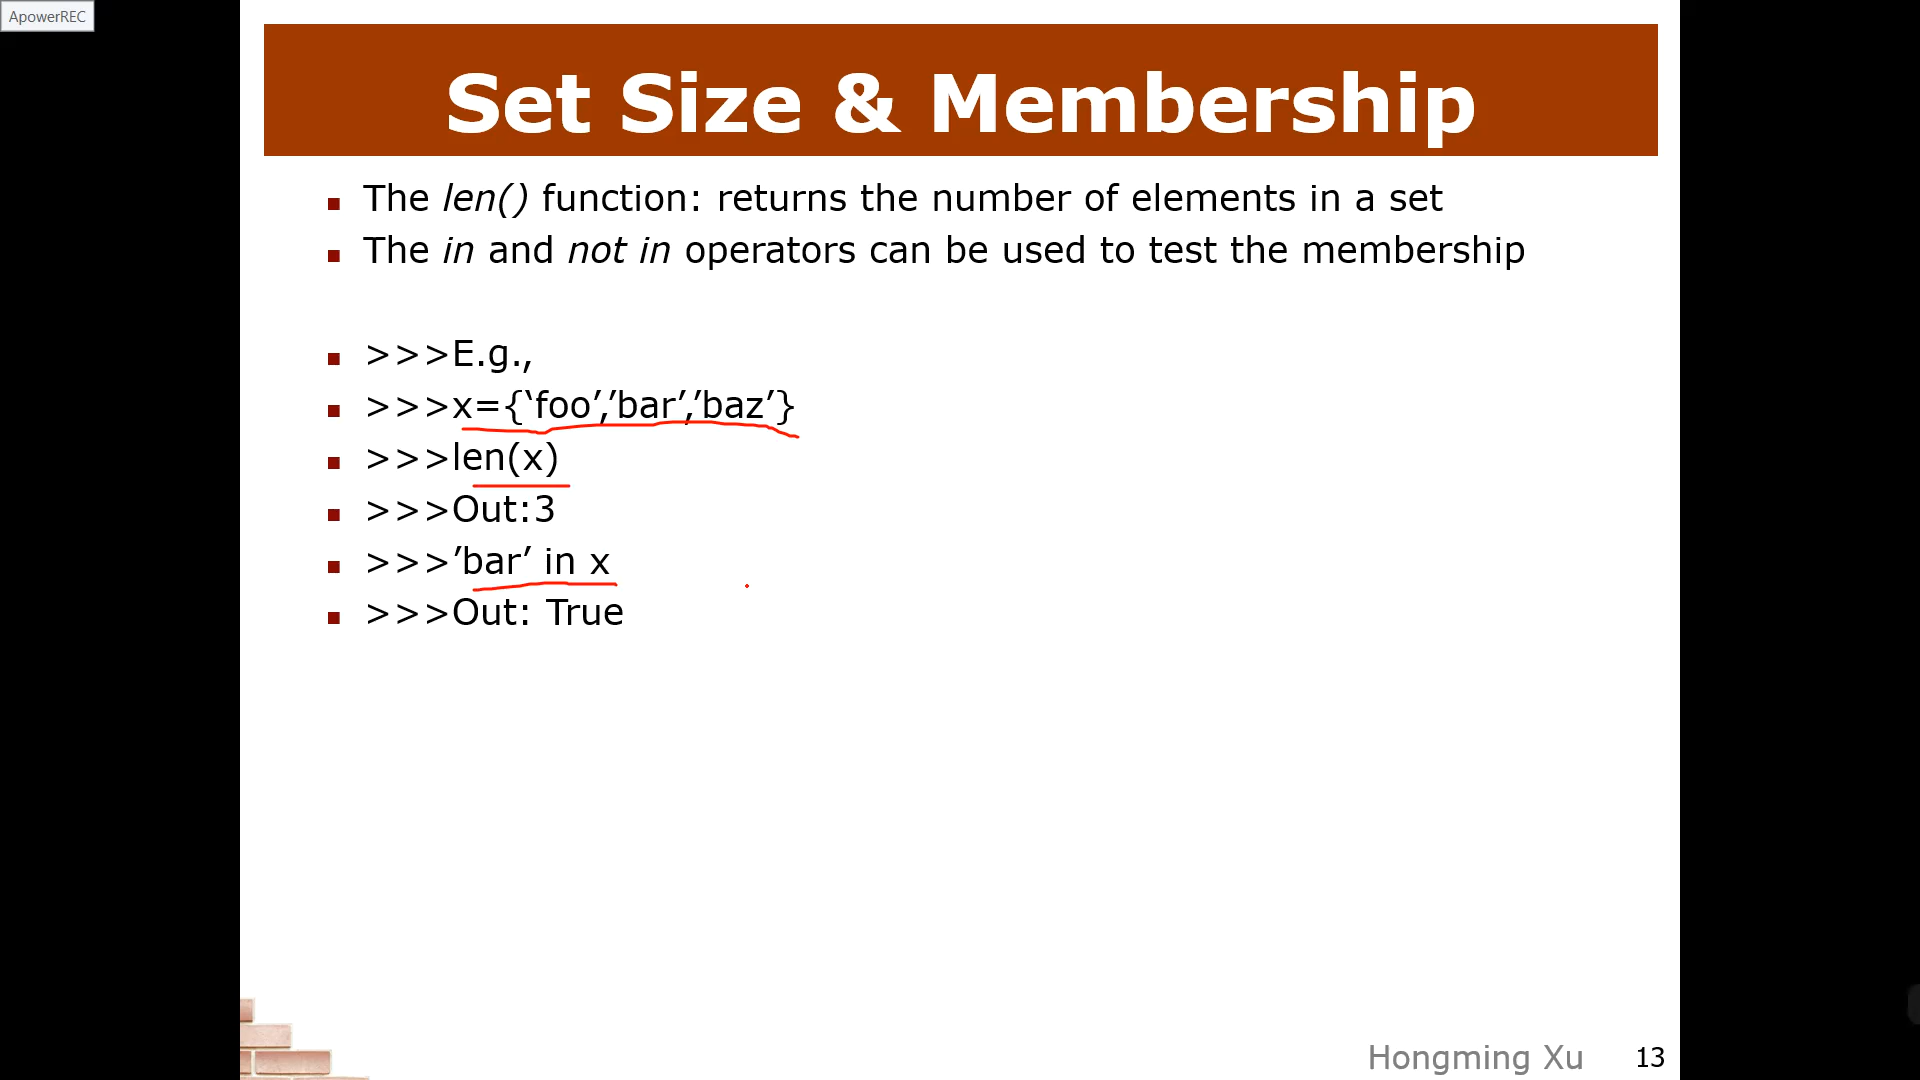 ApowerREC
Set Size & Membership
The len() function: returns the number of elements in a set
The in and not in operators can be used to test the membership
>>>E.g.,
>>>x={‘foo’,’bar’,’baz’}
>>>len(x)
>>>Out:3
>>>’bar’ in x
>>>Out: True
Hongming Xu 13